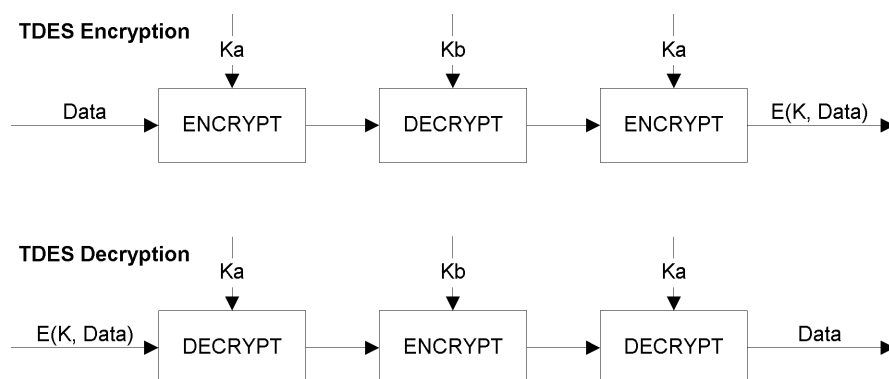 TDES Encryption
Ka
Kb
Ka
Data
ENCRYPT
DECRYPT
ENCRYPT
E(K, Data)
TDES Decryption
Ka
Kb
Ka
E(K, Data)
DECRYPT
ENCRYPT
DECRYPT
Data